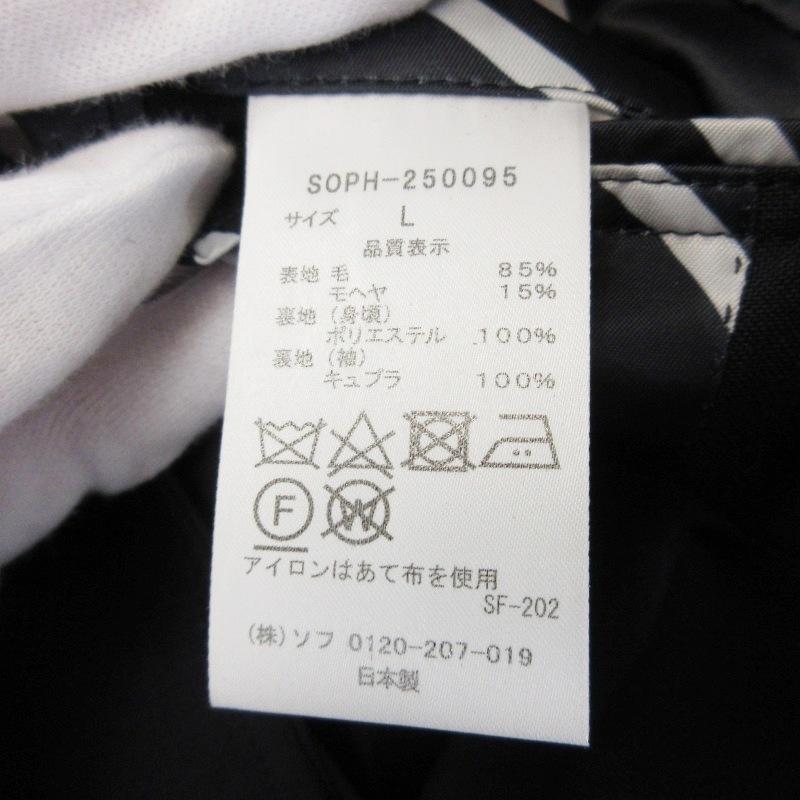 SOPH-250095
サイズ L
品質表示
表地 毛 85%
モヘヤ 15%
裏地 (身頃)
ポリエステル 100%
裏地 (袖)
キュプラ 100%
F W
アイロンはあて布を使用
SF-202
(株)ソフ 0120-207-019
日本製